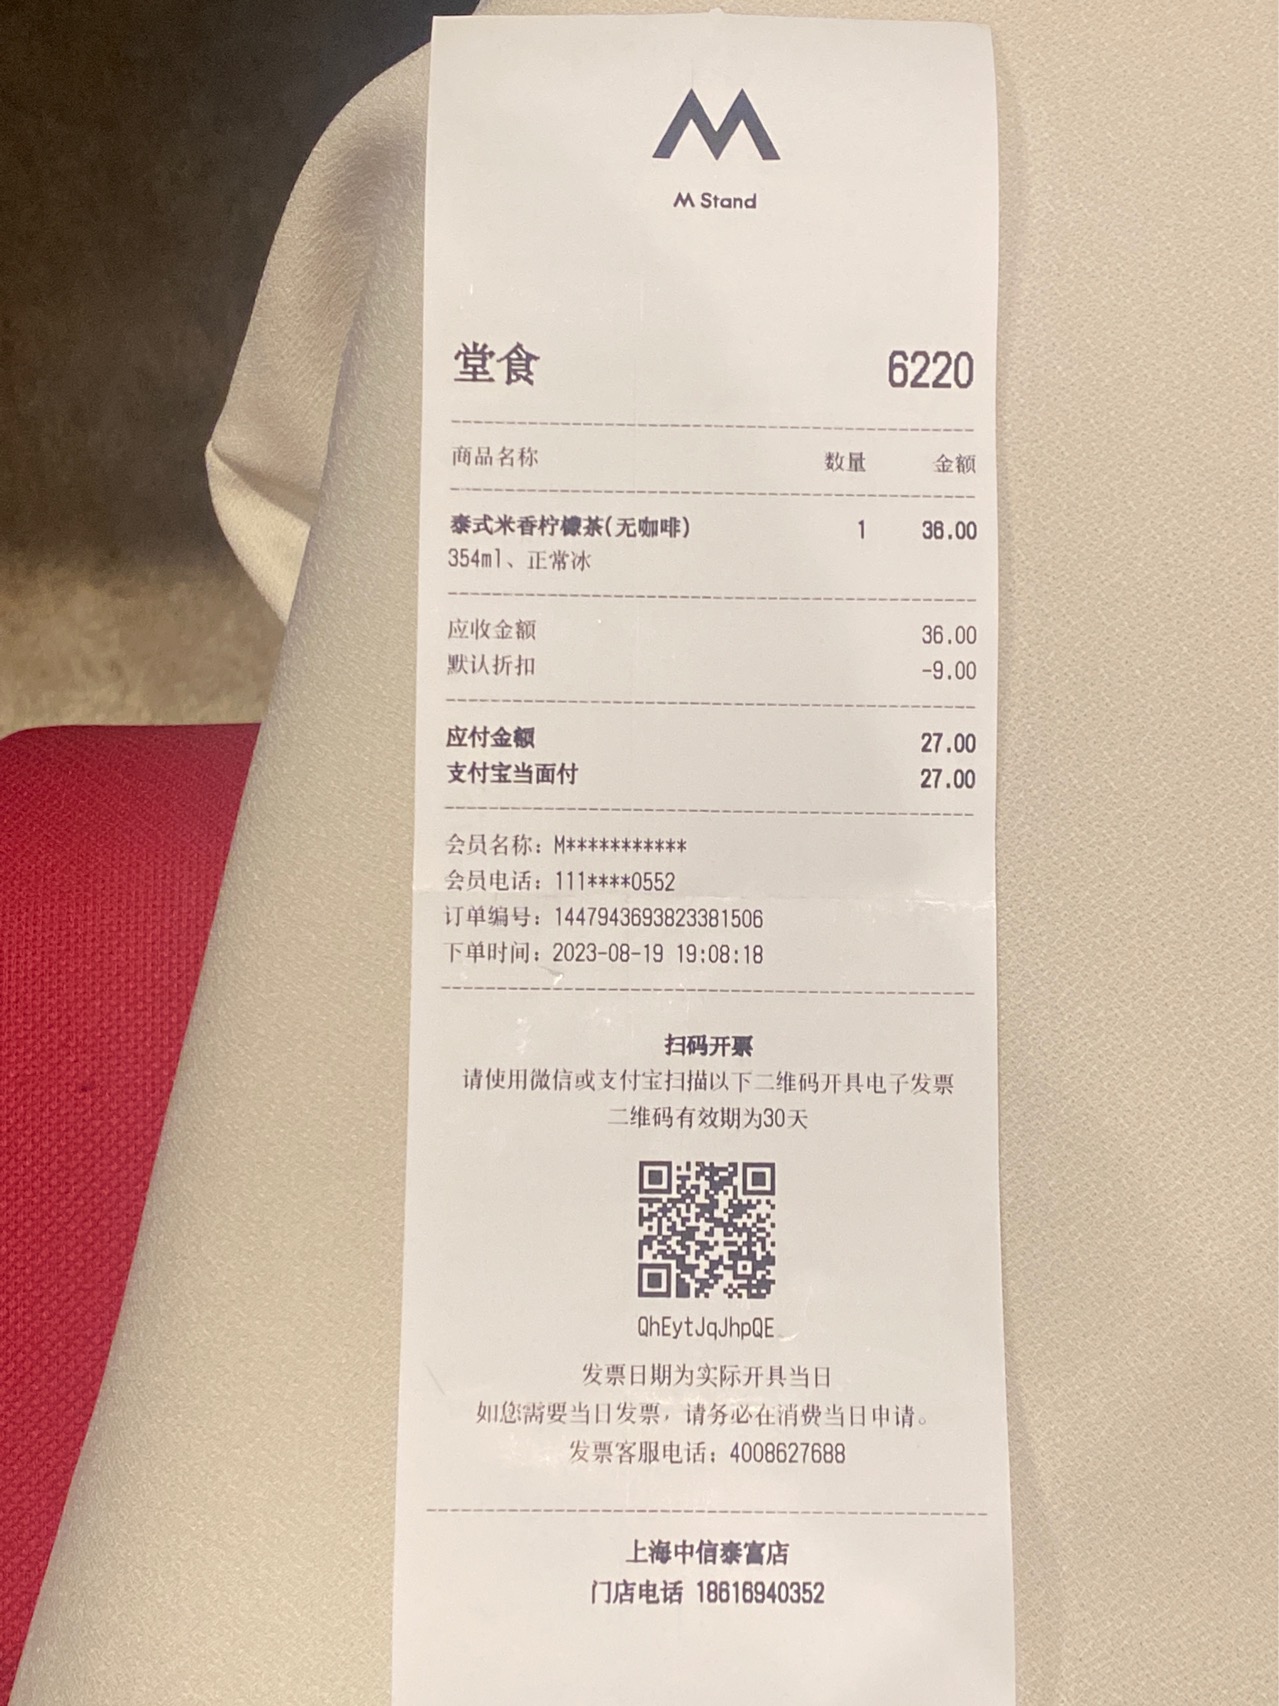 M Stand
堂食 6220
商品名称 数量 金额
泰式米香柠檬茶(无咖啡) 1 36.00
354ml、正常冰
应收金额 36.00
默认折扣 -9.00
应付金额 27.00
支付宝当面付 27.00
会员名称：M***********
会员电话：111****0552
订单编号：1447943693823381506
下单时间：2023-08-19 19:08:18
扫码开票
请使用微信或支付宝扫描以下二维码开具电子发票
二维码有效期为30天
QhEytJqJhpQE
发票日期为实际开具当日
如您需要当日发票，请务必在消费当日申请。
发票客服电话：4008627688
上海中信泰富店
门店电话 18616940352